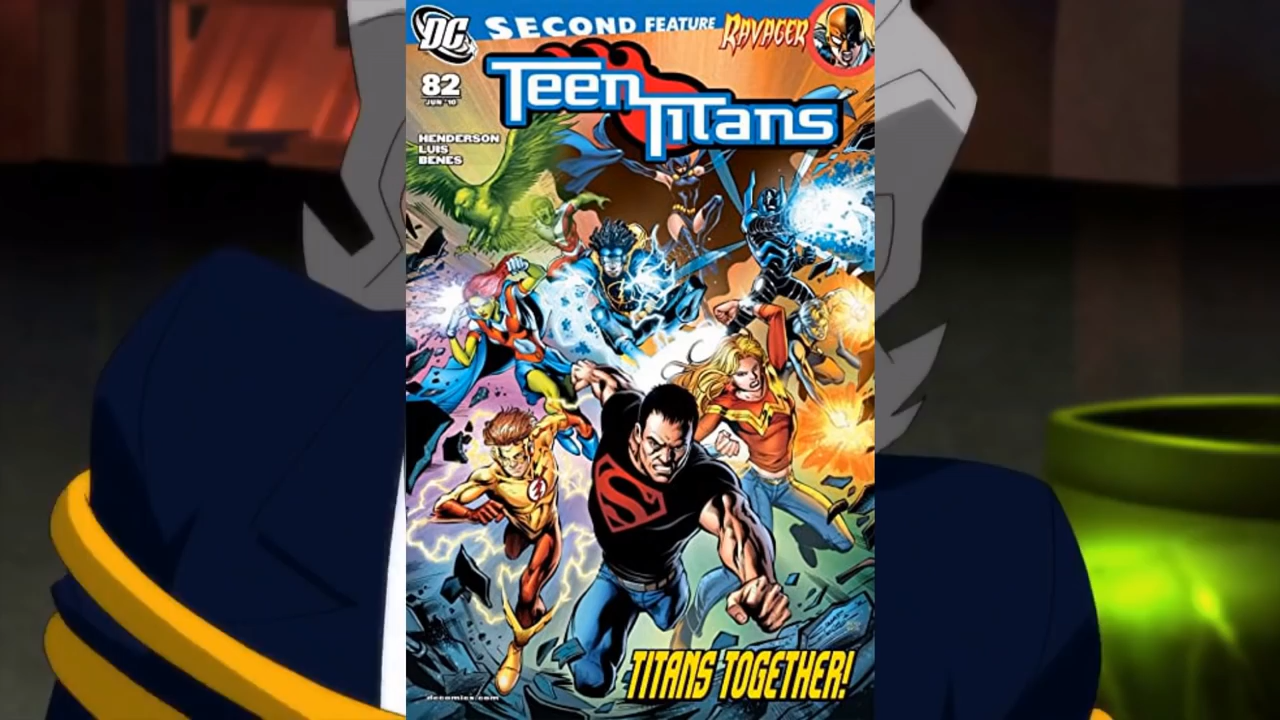 DC
SECOND FEATURE
RAVAGER
82
JUN '10
Teen
Titans
HENDERSON
LUIS
BENES
S
TITANS TOGETHER!
dccomics.com